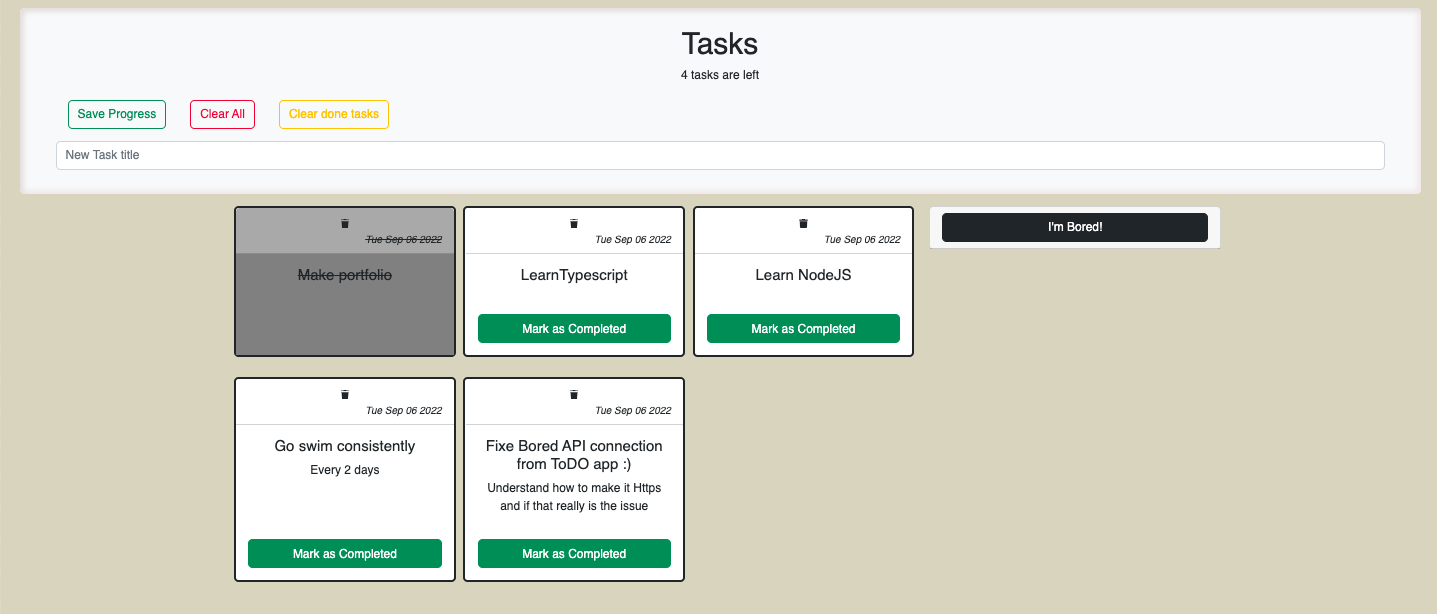 Tasks
4 tasks are left
Save Progress
Clear All
Clear done tasks
New Task title
Tue Sep 06 2022
Make portfolio
Tue Sep 06 2022
LearnTypescript
Mark as Completed
Tue Sep 06 2022
Learn NodeJS
Mark as Completed
I'm Bored!
Tue Sep 06 2022
Go swim consistently
Every 2 days
Mark as Completed
Tue Sep 06 2022
Fixe Bored API connection
from ToDO app :)
Understand how to make it Https
and if that really is the issue
Mark as Completed